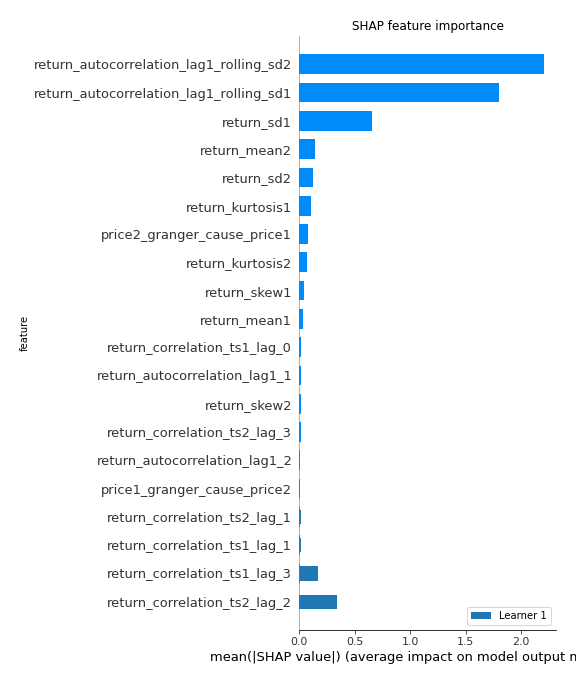 SHAP feature importance
return_autocorrelation_lag1_rolling_sd2
return_autocorrelation_lag1_rolling_sd1
return_sd1
return_mean2
return_sd2
return_kurtosis1
price2_granger_cause_price1
return_kurtosis2
return_skew1
return_mean1
return_correlation_ts1_lag_0
return_autocorrelation_lag1_1
return_skew2
return_correlation_ts2_lag_3
return_autocorrelation_lag1_2
price1_granger_cause_price2
return_correlation_ts2_lag_1
return_correlation_ts1_lag_1
return_correlation_ts1_lag_3
return_correlation_ts2_lag_2
feature
Learner 1
0.0 0.5 1.0 1.5 2.0
mean(|SHAP value|) (average impact on model output